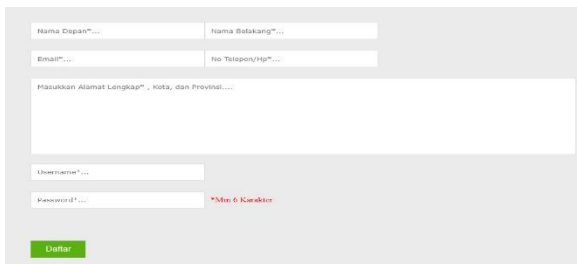 Nama Depan*...
Nama Belakang*...
Email*...
No Telepon/Hp*...
Masukkan Alamat Lengkap* , Kota, dan Provinsi....
Username*...
Password*...
*Min 6 Karakter
Daftar